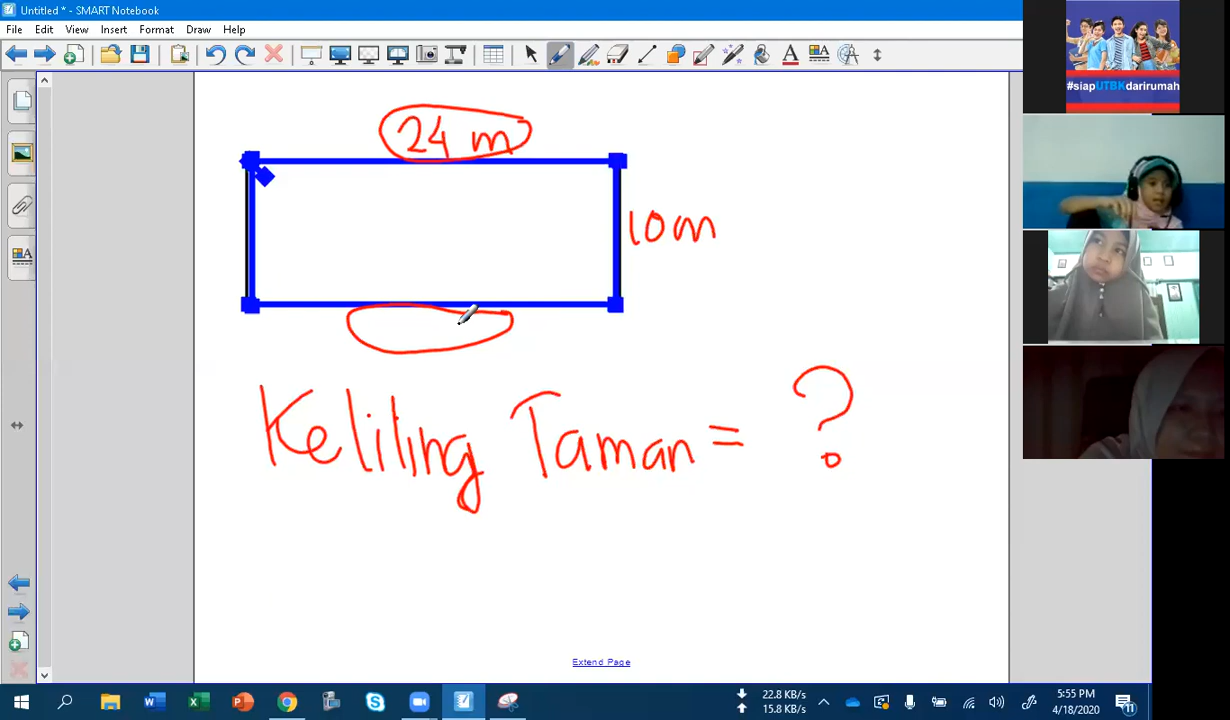 Untitled * - SMART Notebook
File Edit View Insert Format Draw Help
#siapUTBKdarirumah
24 m
10m
Keliling Taman = ?
Extend Page
22.8 KB/s
15.8 KB/s
5:55 PM
4/18/2020
11